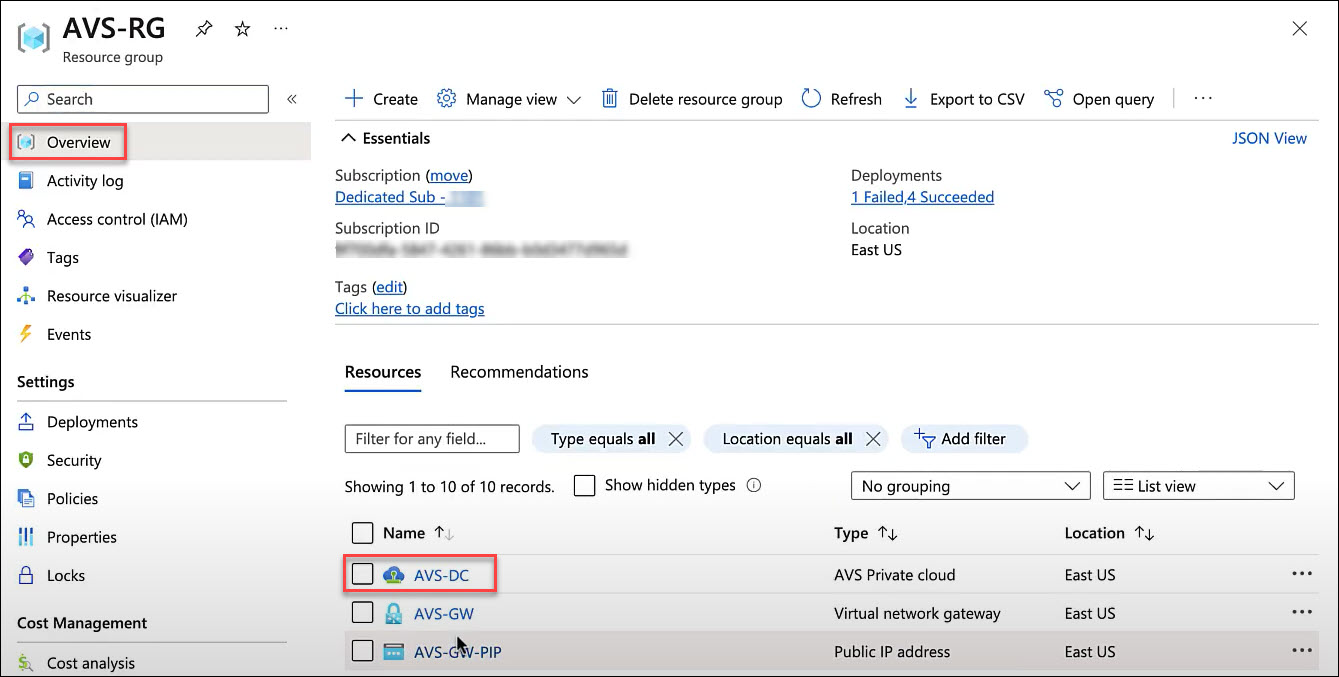 AVS-RG
Resource group
Search
Create Manage view Delete resource group Refresh Export to CSV Open query
Overview
Activity log
Access control (IAM)
Tags
Resource visualizer
Events
Settings
Deployments
Security
Policies
Properties
Locks
Cost Management
Cost analysis
Essentials
JSON View
Subscription (move)
Dedicated Sub -
Subscription ID
Tags (edit)
Click here to add tags
Deployments
1 Failed,4 Succeeded
Location
East US
Resources Recommendations
Filter for any field... Type equals all Location equals all Add filter
Showing 1 to 10 of 10 records. Show hidden types No grouping List view
Name Type Location
AVS-DC AVS Private cloud East US
AVS-GW Virtual network gateway East US
AVS-GW-PIP Public IP address East US